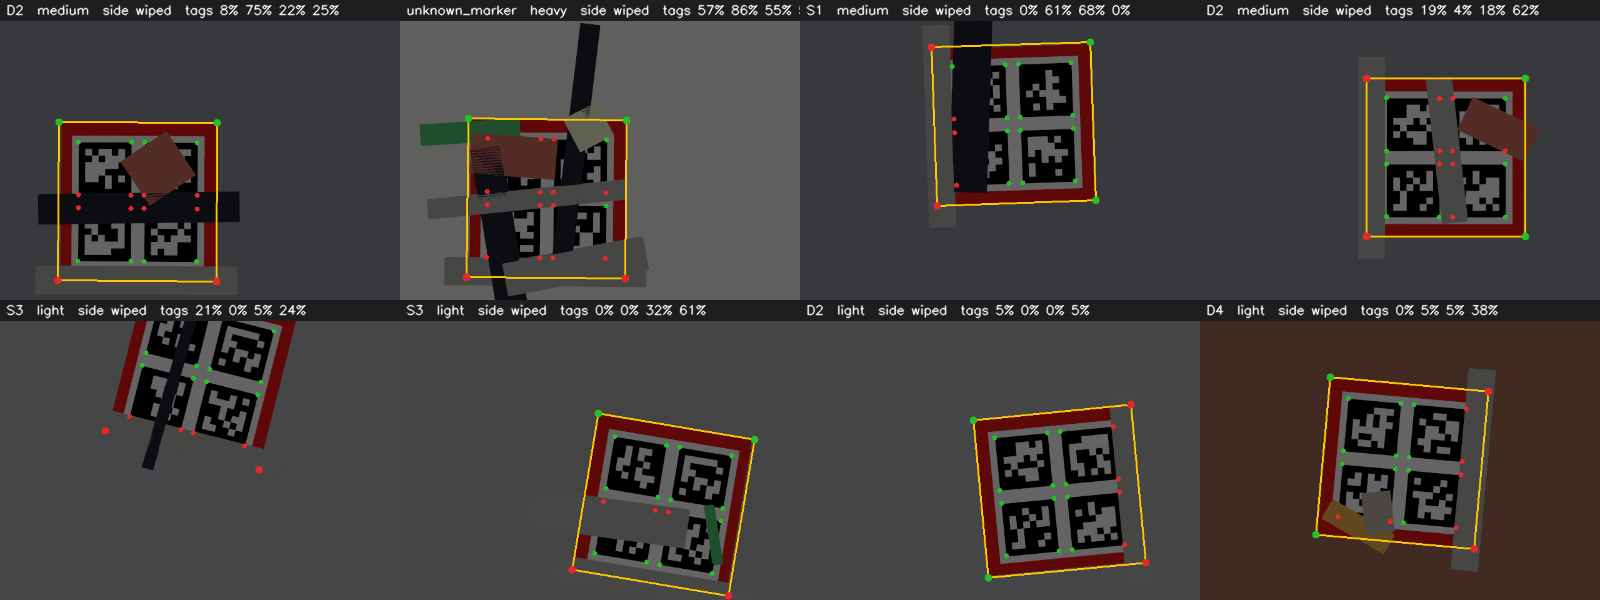 D2 medium side wiped tags 8% 75% 22% 25%
unknown_marker heavy side wiped tags 57% 86% 55%
S1 medium side wiped tags 0% 61% 68% 0%
D2 medium side wiped tags 19% 4% 18% 62%
S3 light side wiped tags 21% 0% 5% 24%
S3 light side wiped tags 0% 0% 32% 61%
D2 light side wiped tags 5% 0% 0% 5%
D4 light side wiped tags 0% 5% 5% 38%